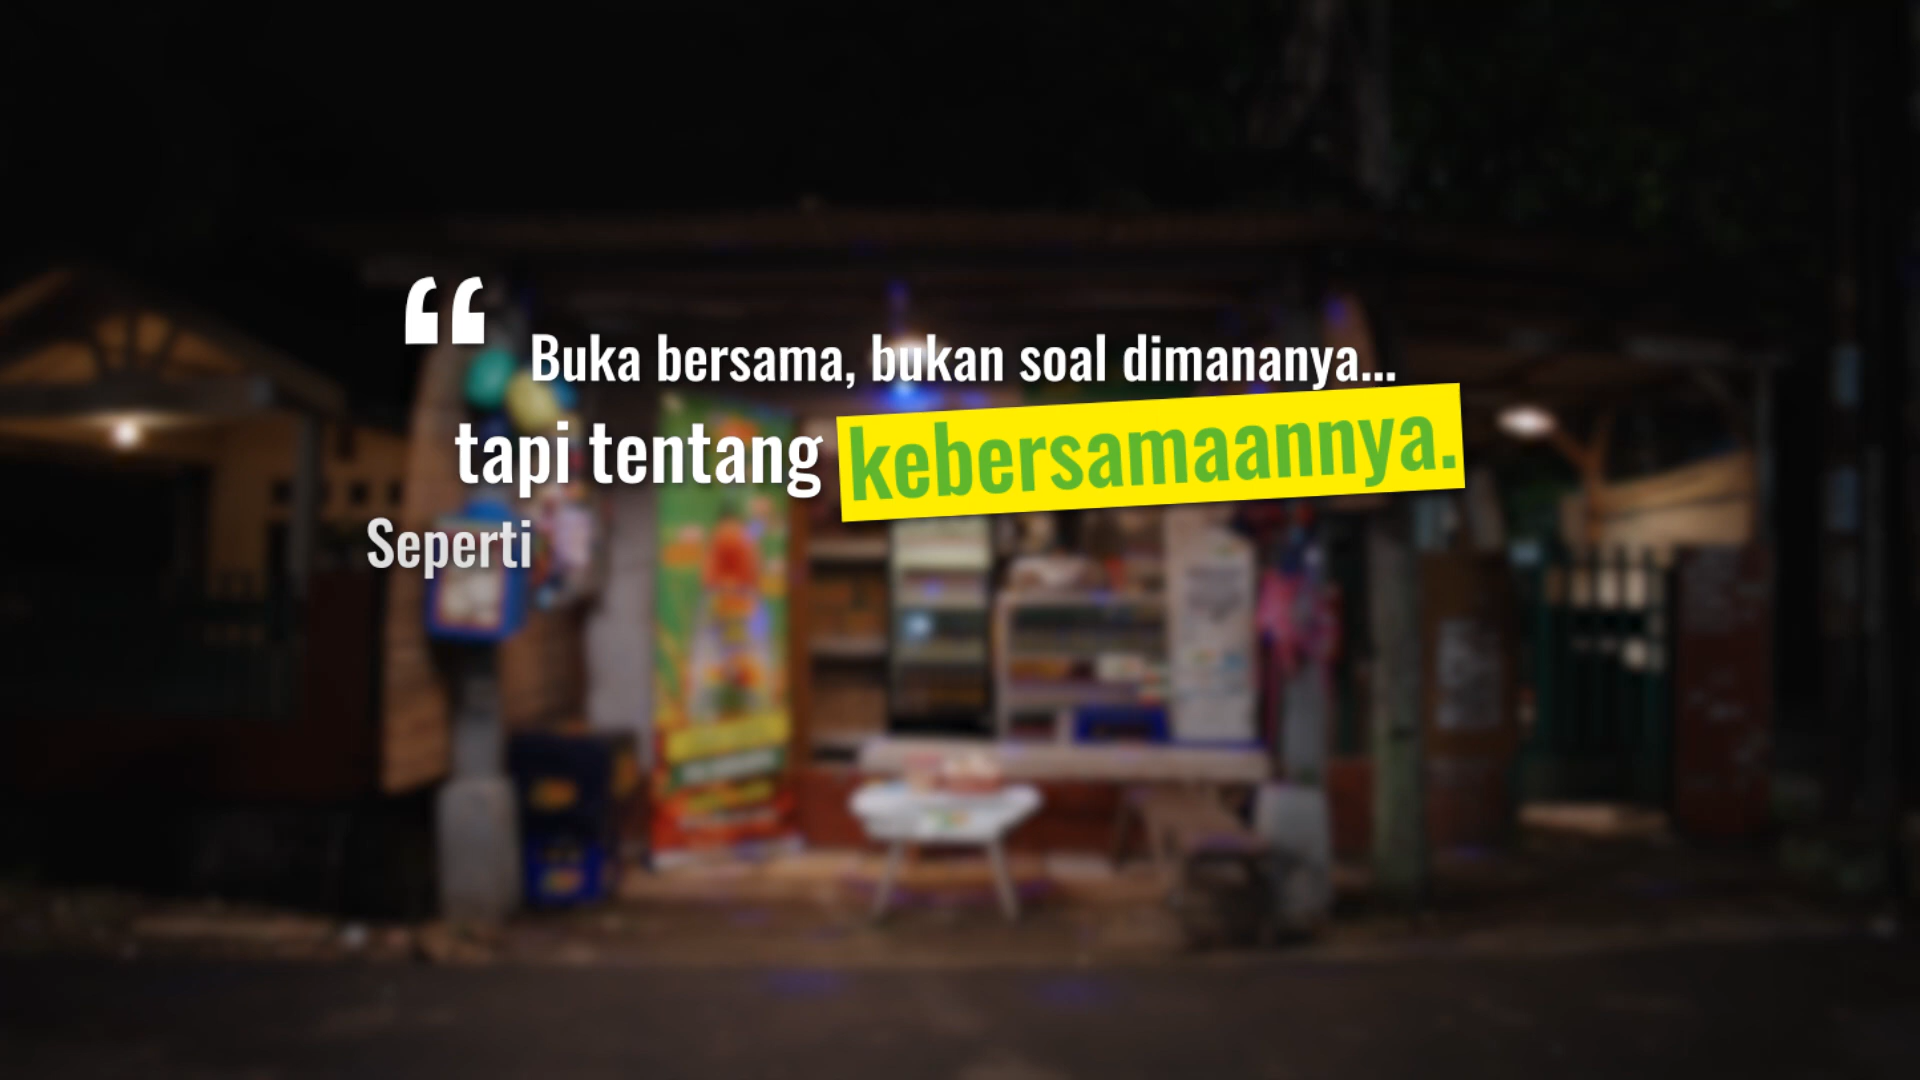 “ Buka bersama, bukan soal dimananya...
tapi tentang kebersamaannya.
Seperti